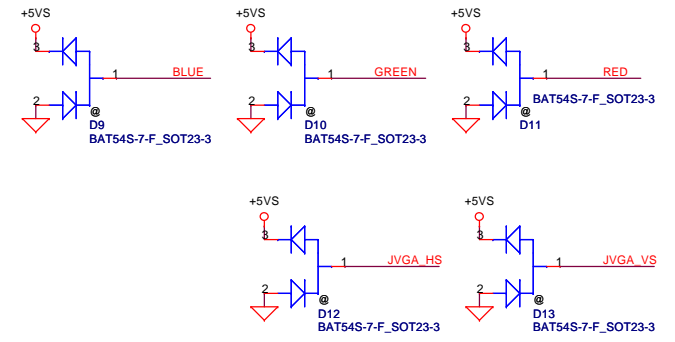 +5VS
3
1
BLUE
2
@
D9
BAT54S-7-F_SOT23-3
+5VS
3
1
GREEN
2
@
D10
BAT54S-7-F_SOT23-3
+5VS
3
1
RED
2
BAT54S-7-F_SOT23-3
@
D11
+5VS
3
1
JVGA_HS
2
@
D12
BAT54S-7-F_SOT23-3
+5VS
3
1
JVGA_VS
2
@
D13
BAT54S-7-F_SOT23-3